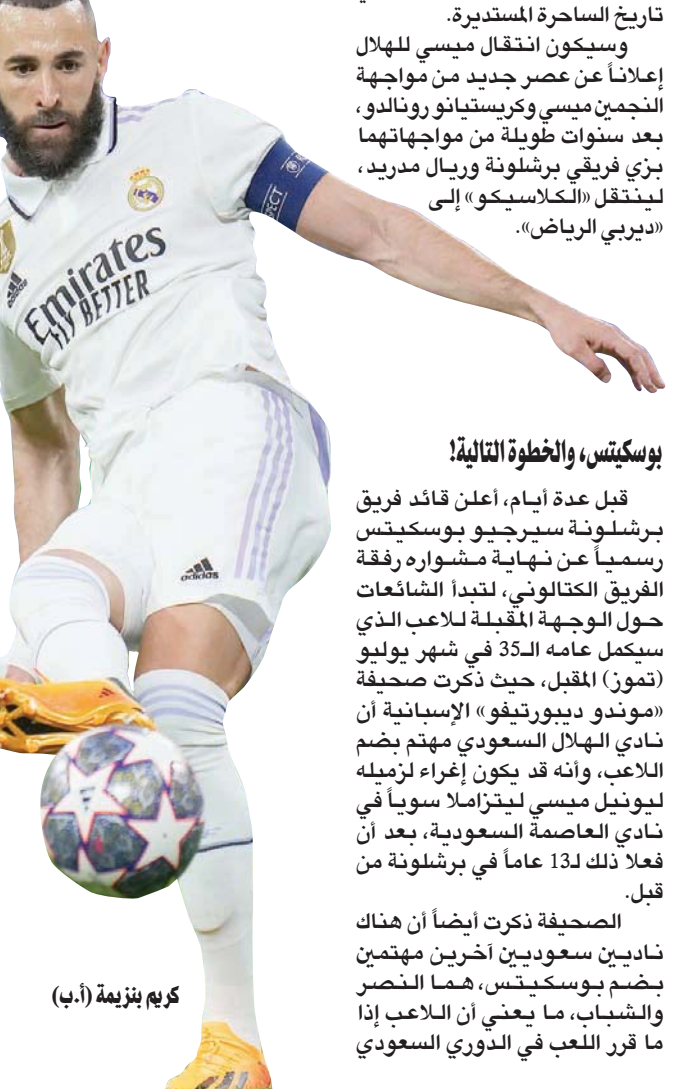 تاريخ الساحرة المستديرة.
وسيكون انتقال ميسي للهلال
إعلاناً عن عصر جديد من مواجهة
النجمين ميسي وكريستيانو رونالدو،
بعد سنوات طويلة من مواجهاتهما
بزي فريقي برشلونة وريال مدريد،
لينتقل «الكلاسيكو» إلى
«ديربي الرياض».
بوسكيتس، والخطوة التالية!
قبل عدة أيام، أعلن قائد فريق
برشلونة سيرجيو بوسكيتس
رسمياً عن نهاية مشواره رفقة
الفريق الكتالوني، لتبدأ الشائعات
حول الوجهة المقبلة للاعب الذي
سيكمل عامه الـ35 في شهر يوليو
(تموز) المقبل، حيث ذكرت صحيفة
«موندو ديبورتيفو» الإسبانية أن
نادي الهلال السعودي مهتم بضم
اللاعب، وأنه قد يكون إغراء لزميله
ليونيل ميسي ليتزاملا سوياً في
نادي العاصمة السعودية، بعد أن
فعلا ذلك لـ13 عاماً في برشلونة من
قبل.
الصحيفة ذكرت أيضاً أن هناك
ناديين سعوديين آخرين مهتمين
بضم بوسكيتس، هما النصر
والشباب، ما يعني أن اللاعب إذا
ما قرر اللعب في الدوري السعودي
كريم بنزيمة (أ.ب)
Emirates
FLY BETTER
adidas
adidas